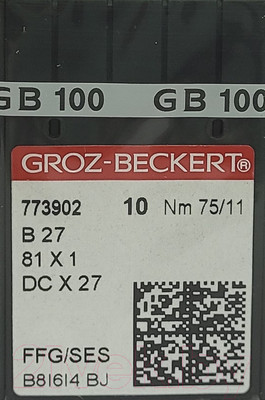 GB 100 GB 100
GROZ-BECKERT®
773902 10 Nm 75/11
B 27
81 X 1
DC X 27
FFG/SES
B81614 BJ